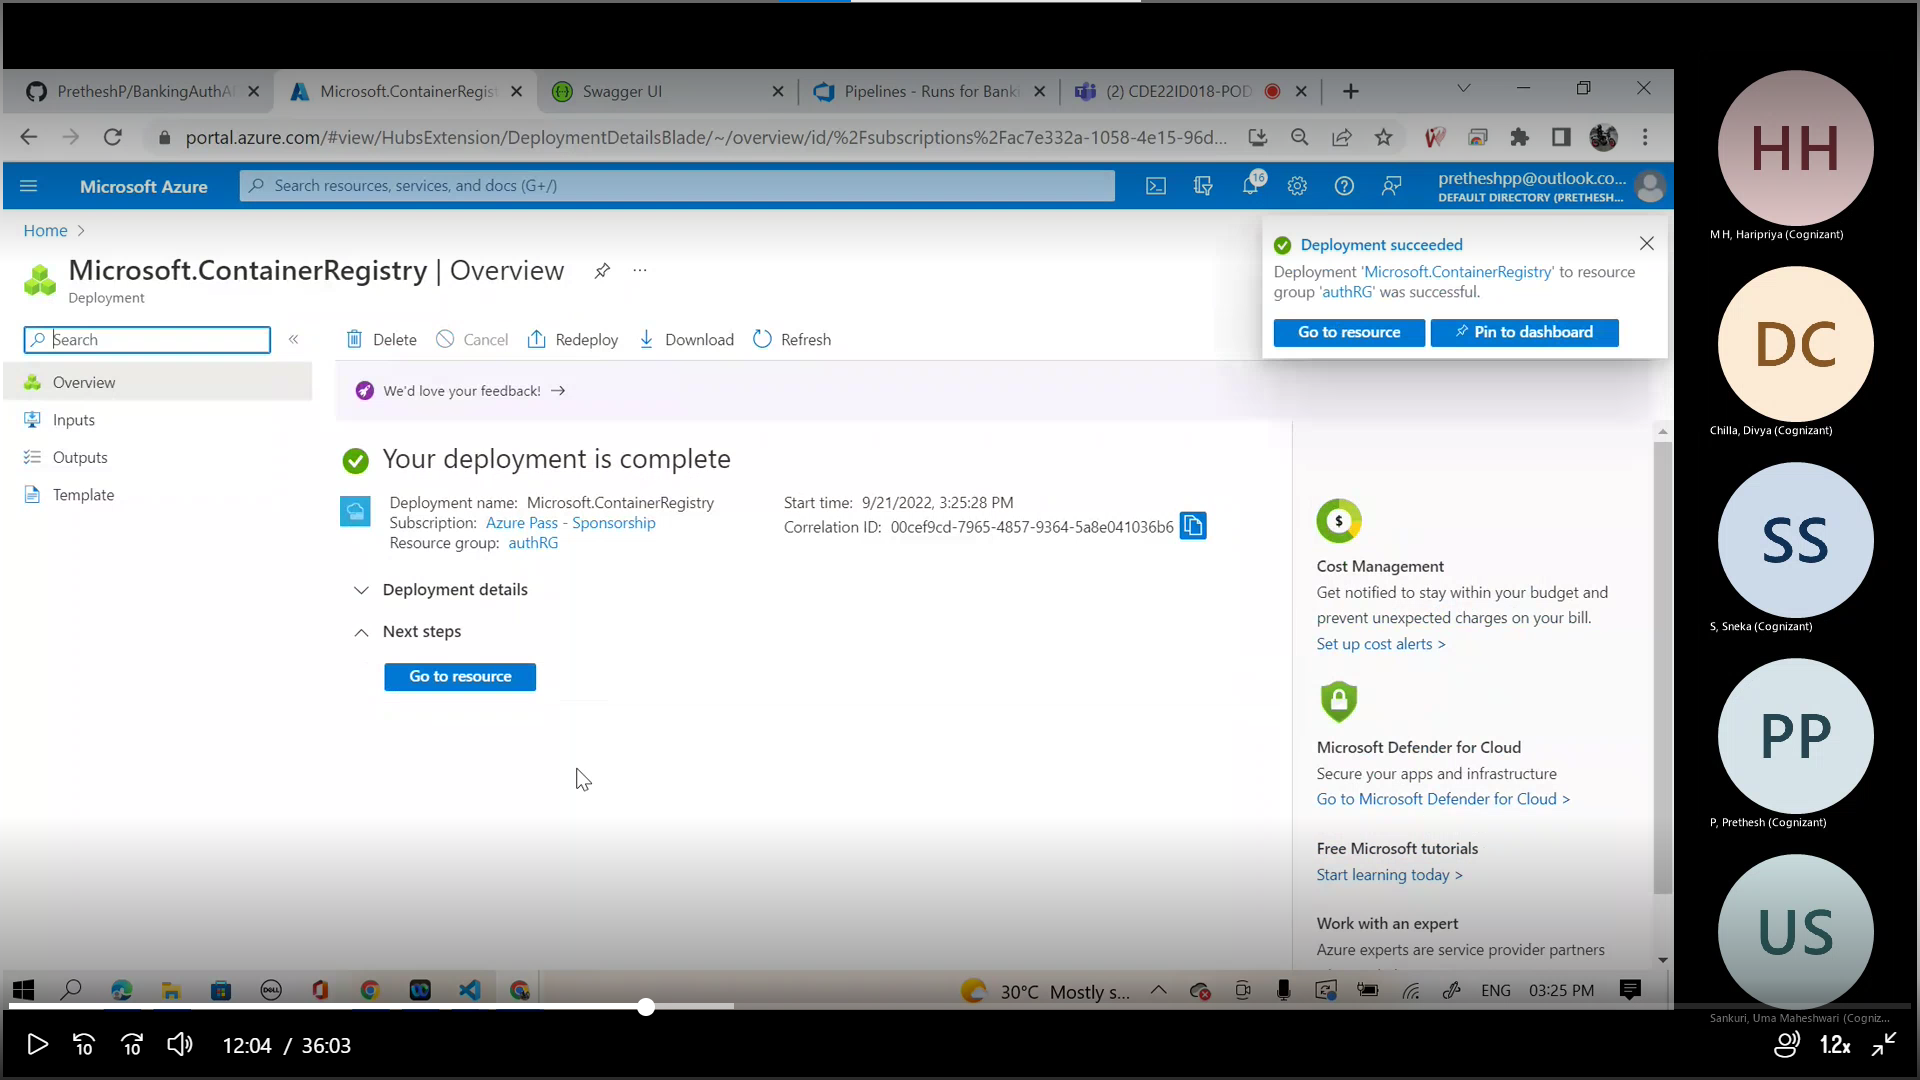 PretheshP/BankingAuthA
Microsoft.ContainerRegist
Swagger UI
Pipelines - Runs for Banki
(2) CDE22ID018-POD
portal.azure.com/#view/HubsExtension/DeploymentDetailsBlade/~/overview/id/%2Fsubscriptions%2Fac7e332a-1058-4e15-96d...
Microsoft Azure
Search resources, services, and docs (G+/)
16
pretheshpp@outlook.co...
DEFAULT DIRECTORY (PRETHESH...
Home >
Microsoft.ContainerRegistry | Overview
Deployment
Search
Overview
Inputs
Outputs
Template
Delete
Cancel
Redeploy
Download
Refresh
Deployment succeeded
Deployment 'Microsoft.ContainerRegistry' to resource
group 'authRG' was successful.
Go to resource
Pin to dashboard
We'd love your feedback! →
Your deployment is complete
Deployment name: Microsoft.ContainerRegistry
Subscription: Azure Pass - Sponsorship
Resource group: authRG
Start time: 9/21/2022, 3:25:28 PM
Correlation ID: 00cef9cd-7965-4857-9364-5a8e041036b6
Deployment details
Next steps
Go to resource
Cost Management
Get notified to stay within your budget and
prevent unexpected charges on your bill.
Set up cost alerts >
Microsoft Defender for Cloud
Secure your apps and infrastructure
Go to Microsoft Defender for Cloud >
Free Microsoft tutorials
Start learning today >
Work with an expert
Azure experts are service provider partners
DELL
30°C Mostly s...
ENG
03:25 PM
12:04 / 36:03
10
10
1.2x
HH
M H, Haripriya (Cognizant)
DC
Chilla, Divya (Cognizant)
SS
S, Sneka (Cognizant)
PP
P, Prethesh (Cognizant)
US
Sankuri, Uma Maheshwari (Cogniz...